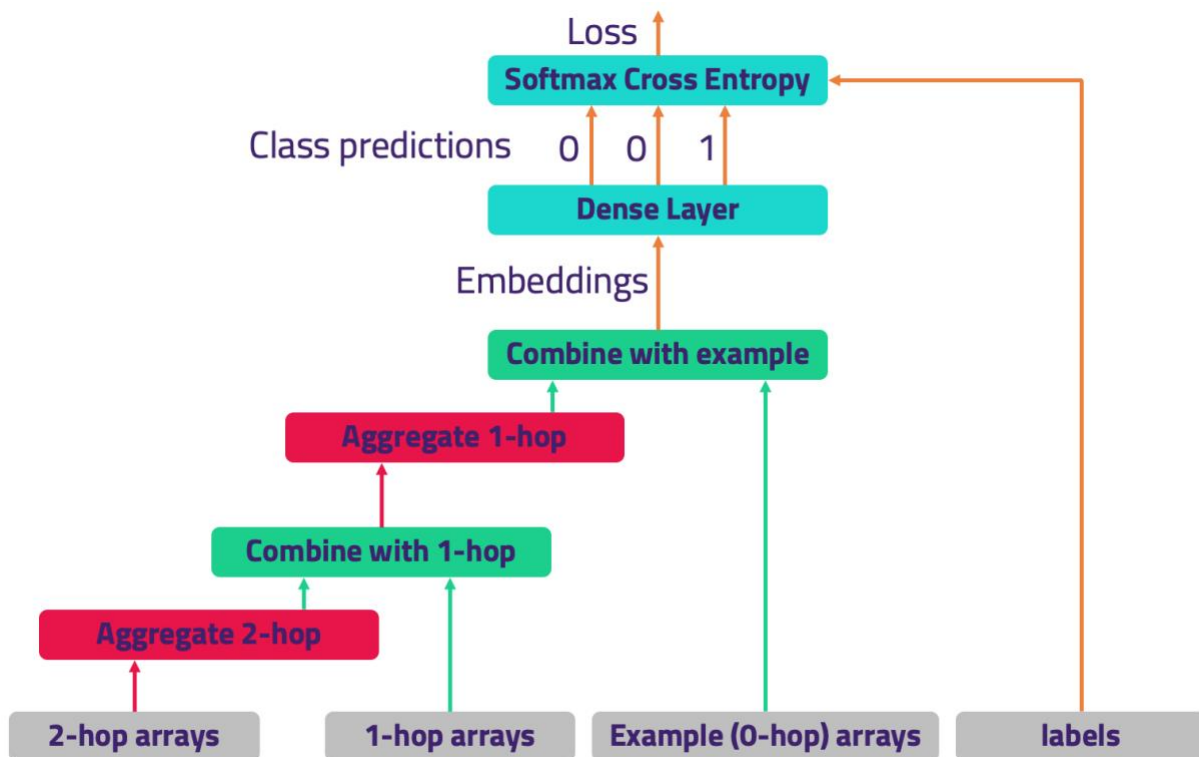 Loss
Softmax Cross Entropy
Class predictions 0 0 1
Dense Layer
Embeddings
Combine with example
Aggregate 1-hop
Combine with 1-hop
Aggregate 2-hop
2-hop arrays 1-hop arrays Example (0-hop) arrays labels